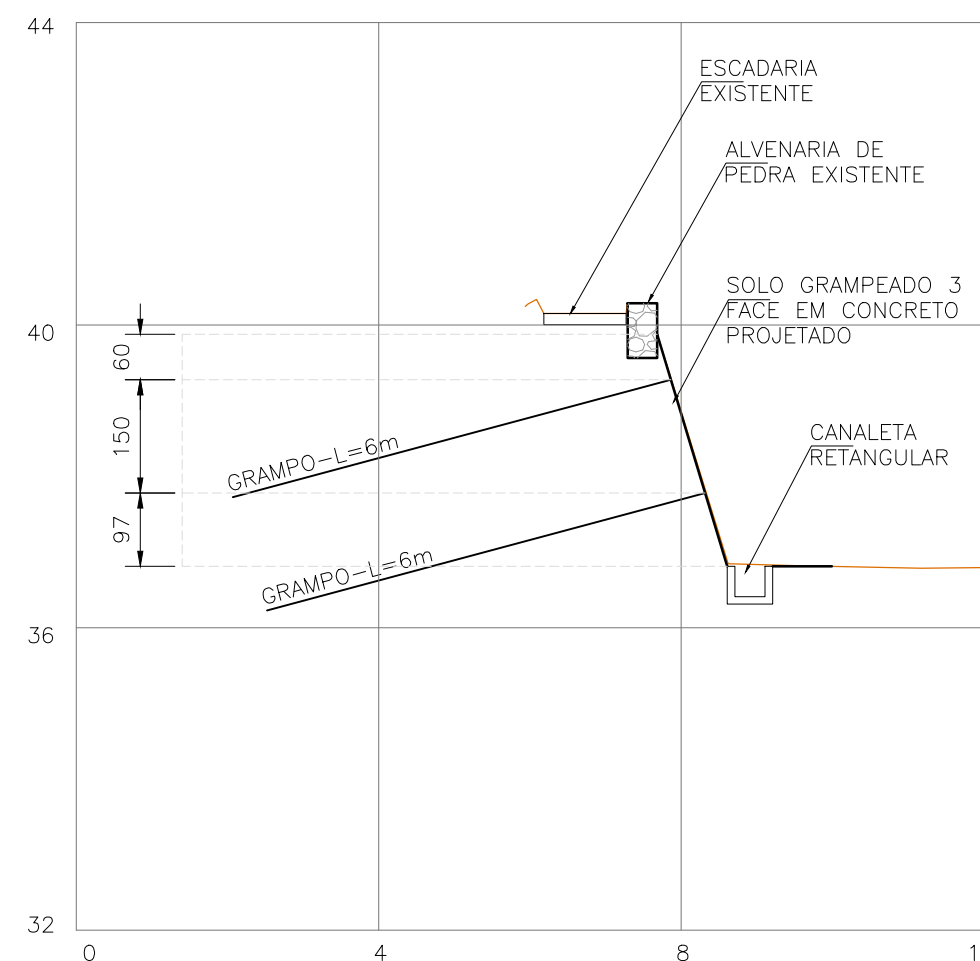 44
ESCADARIA
EXISTENTE
ALVENARIA DE
PEDRA EXISTENTE
SOLO GRAMPEADO 3
FACE EM CONCRETO
PROJETADO
40
60
150
97
GRAMPO-L=6m
GRAMPO-L=6m
CANALETA
RETANGULAR
36
32
0 4 8 1